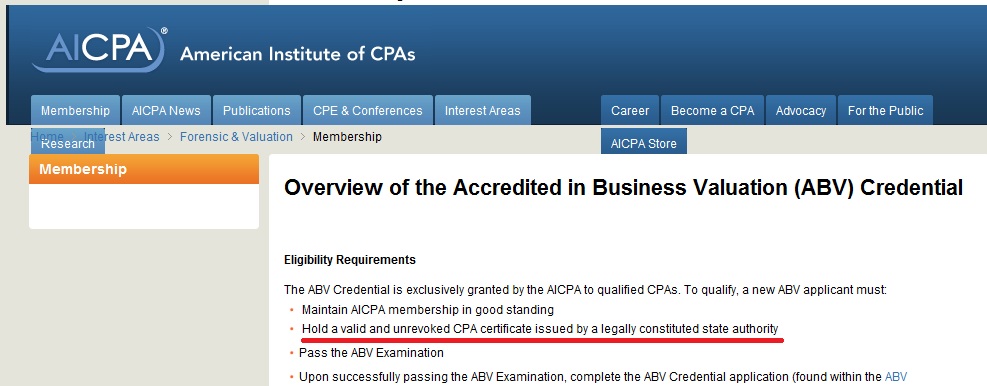 AICPA®
American Institute of CPAs
Membership AICPA News Publications CPE & Conferences Interest Areas Career Become a CPA Advocacy For the Public
Home > Interest Areas > Forensic & Valuation > Membership
Research AICPA Store
Membership
Overview of the Accredited in Business Valuation (ABV) Credential
Eligibility Requirements
The ABV Credential is exclusively granted by the AICPA to qualified CPAs. To qualify, a new ABV applicant must:
• Maintain AICPA membership in good standing
• Hold a valid and unrevoked CPA certificate issued by a legally constituted state authority
• Pass the ABV Examination
• Upon successfully passing the ABV Examination, complete the ABV Credential application (found within the ABV